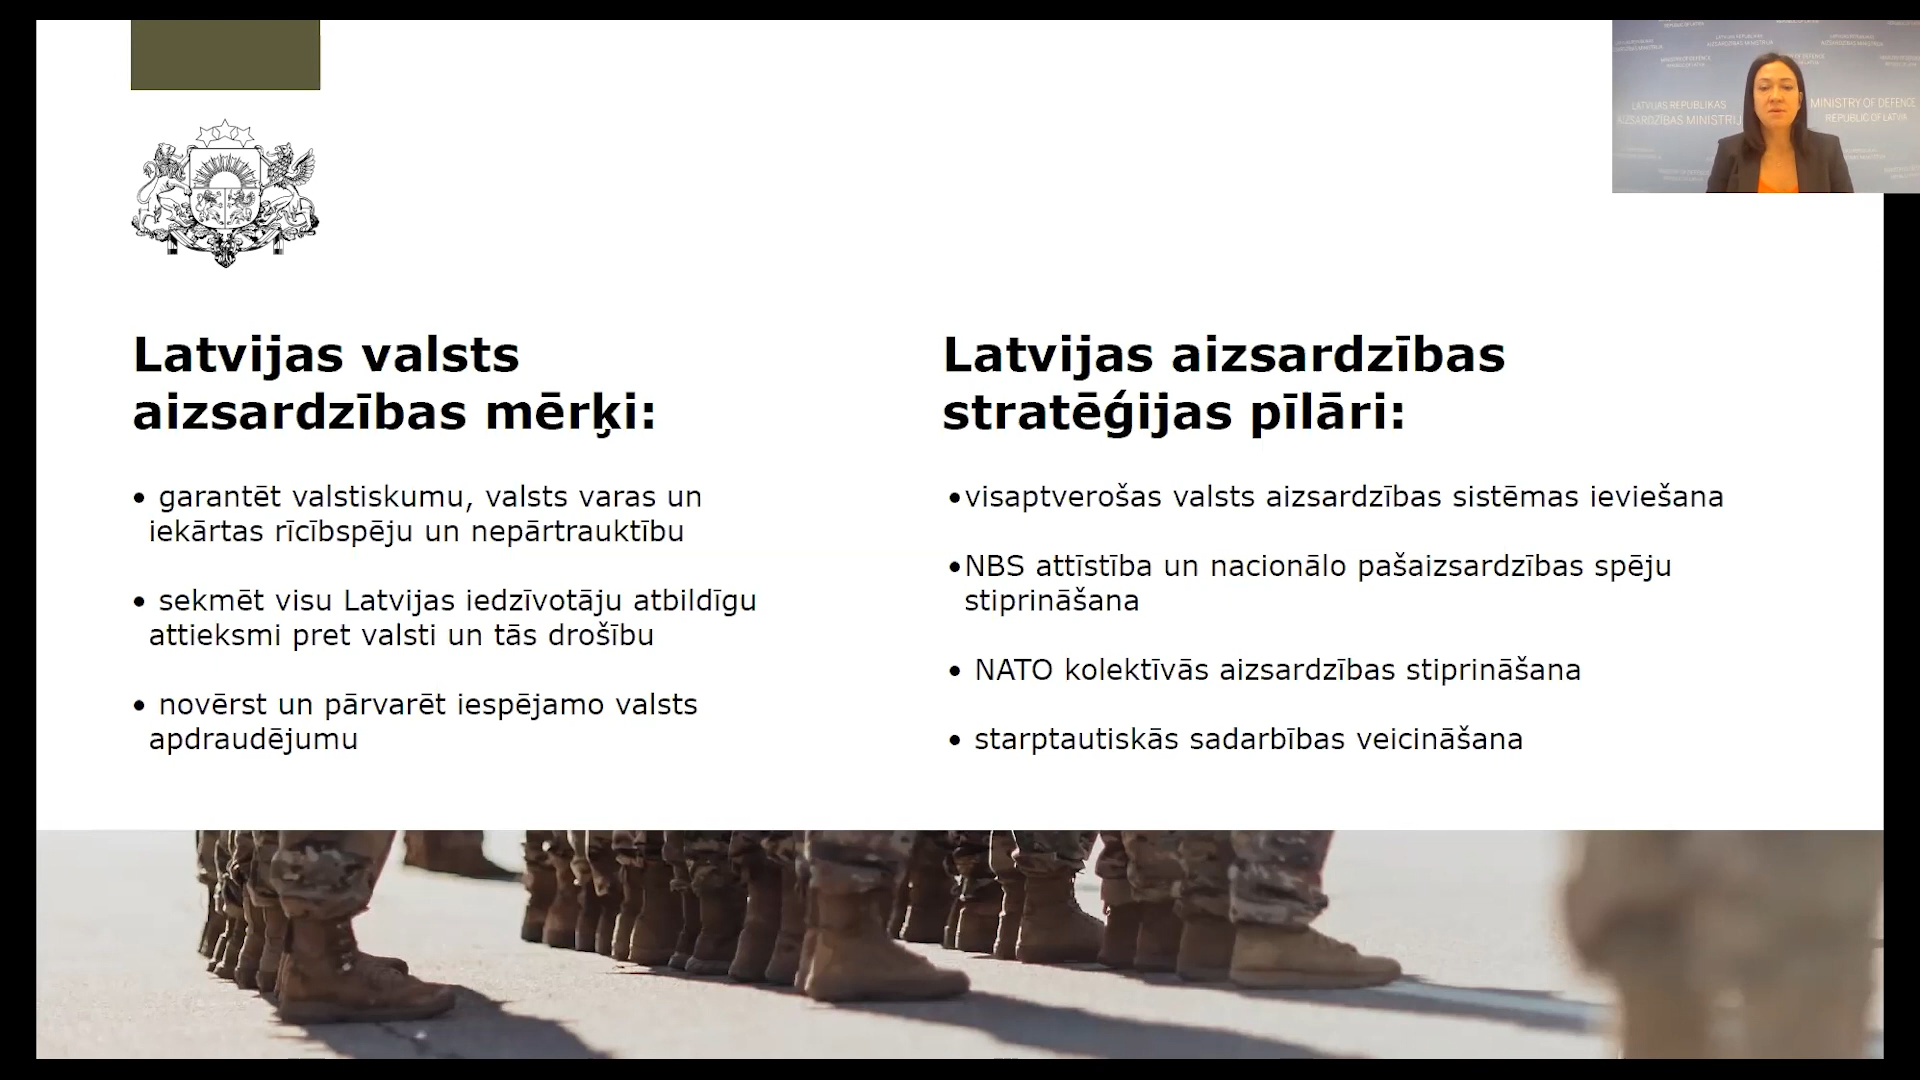 Latvijas valsts
aizsardzības mērķi:
• garantēt valstiskumu, valsts varas un
iekārtas rīcībspēju un nepārtrauktību
• sekmēt visu Latvijas iedzīvotāju atbildīgu
attieksmi pret valsti un tās drošību
• novērst un pārvarēt iespējamo valsts
apdraudējumu
Latvijas aizsardzības
stratēģijas pīlāri:
•visaptverošas valsts aizsardzības sistēmas ieviešana
•NBS attīstība un nacionālo pašaizsardzības spēju
stiprināšana
• NATO kolektīvās aizsardzības stiprināšana
• starptautiskās sadarbības veicināšana
LATVIJAS REPUBLIKAS
AIZSARDZĪBAS MINISTRIJ
MINISTRY OF DEFENCE
REPUBLIC OF LATVIA